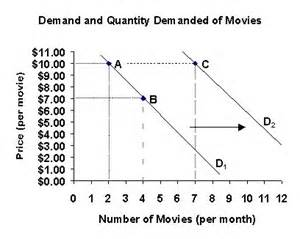 Demand and Quantity Demanded of Movies
$11.00
$10.00
$9.00
$8.00
$7.00
$6.00
$5.00
$4.00
$3.00
$2.00
$1.00
$0.00
Price (per movie)
A
C
B
D1
D2
0 1 2 3 4 5 6 7 8 9 10 11 12
Number of Movies (per month)